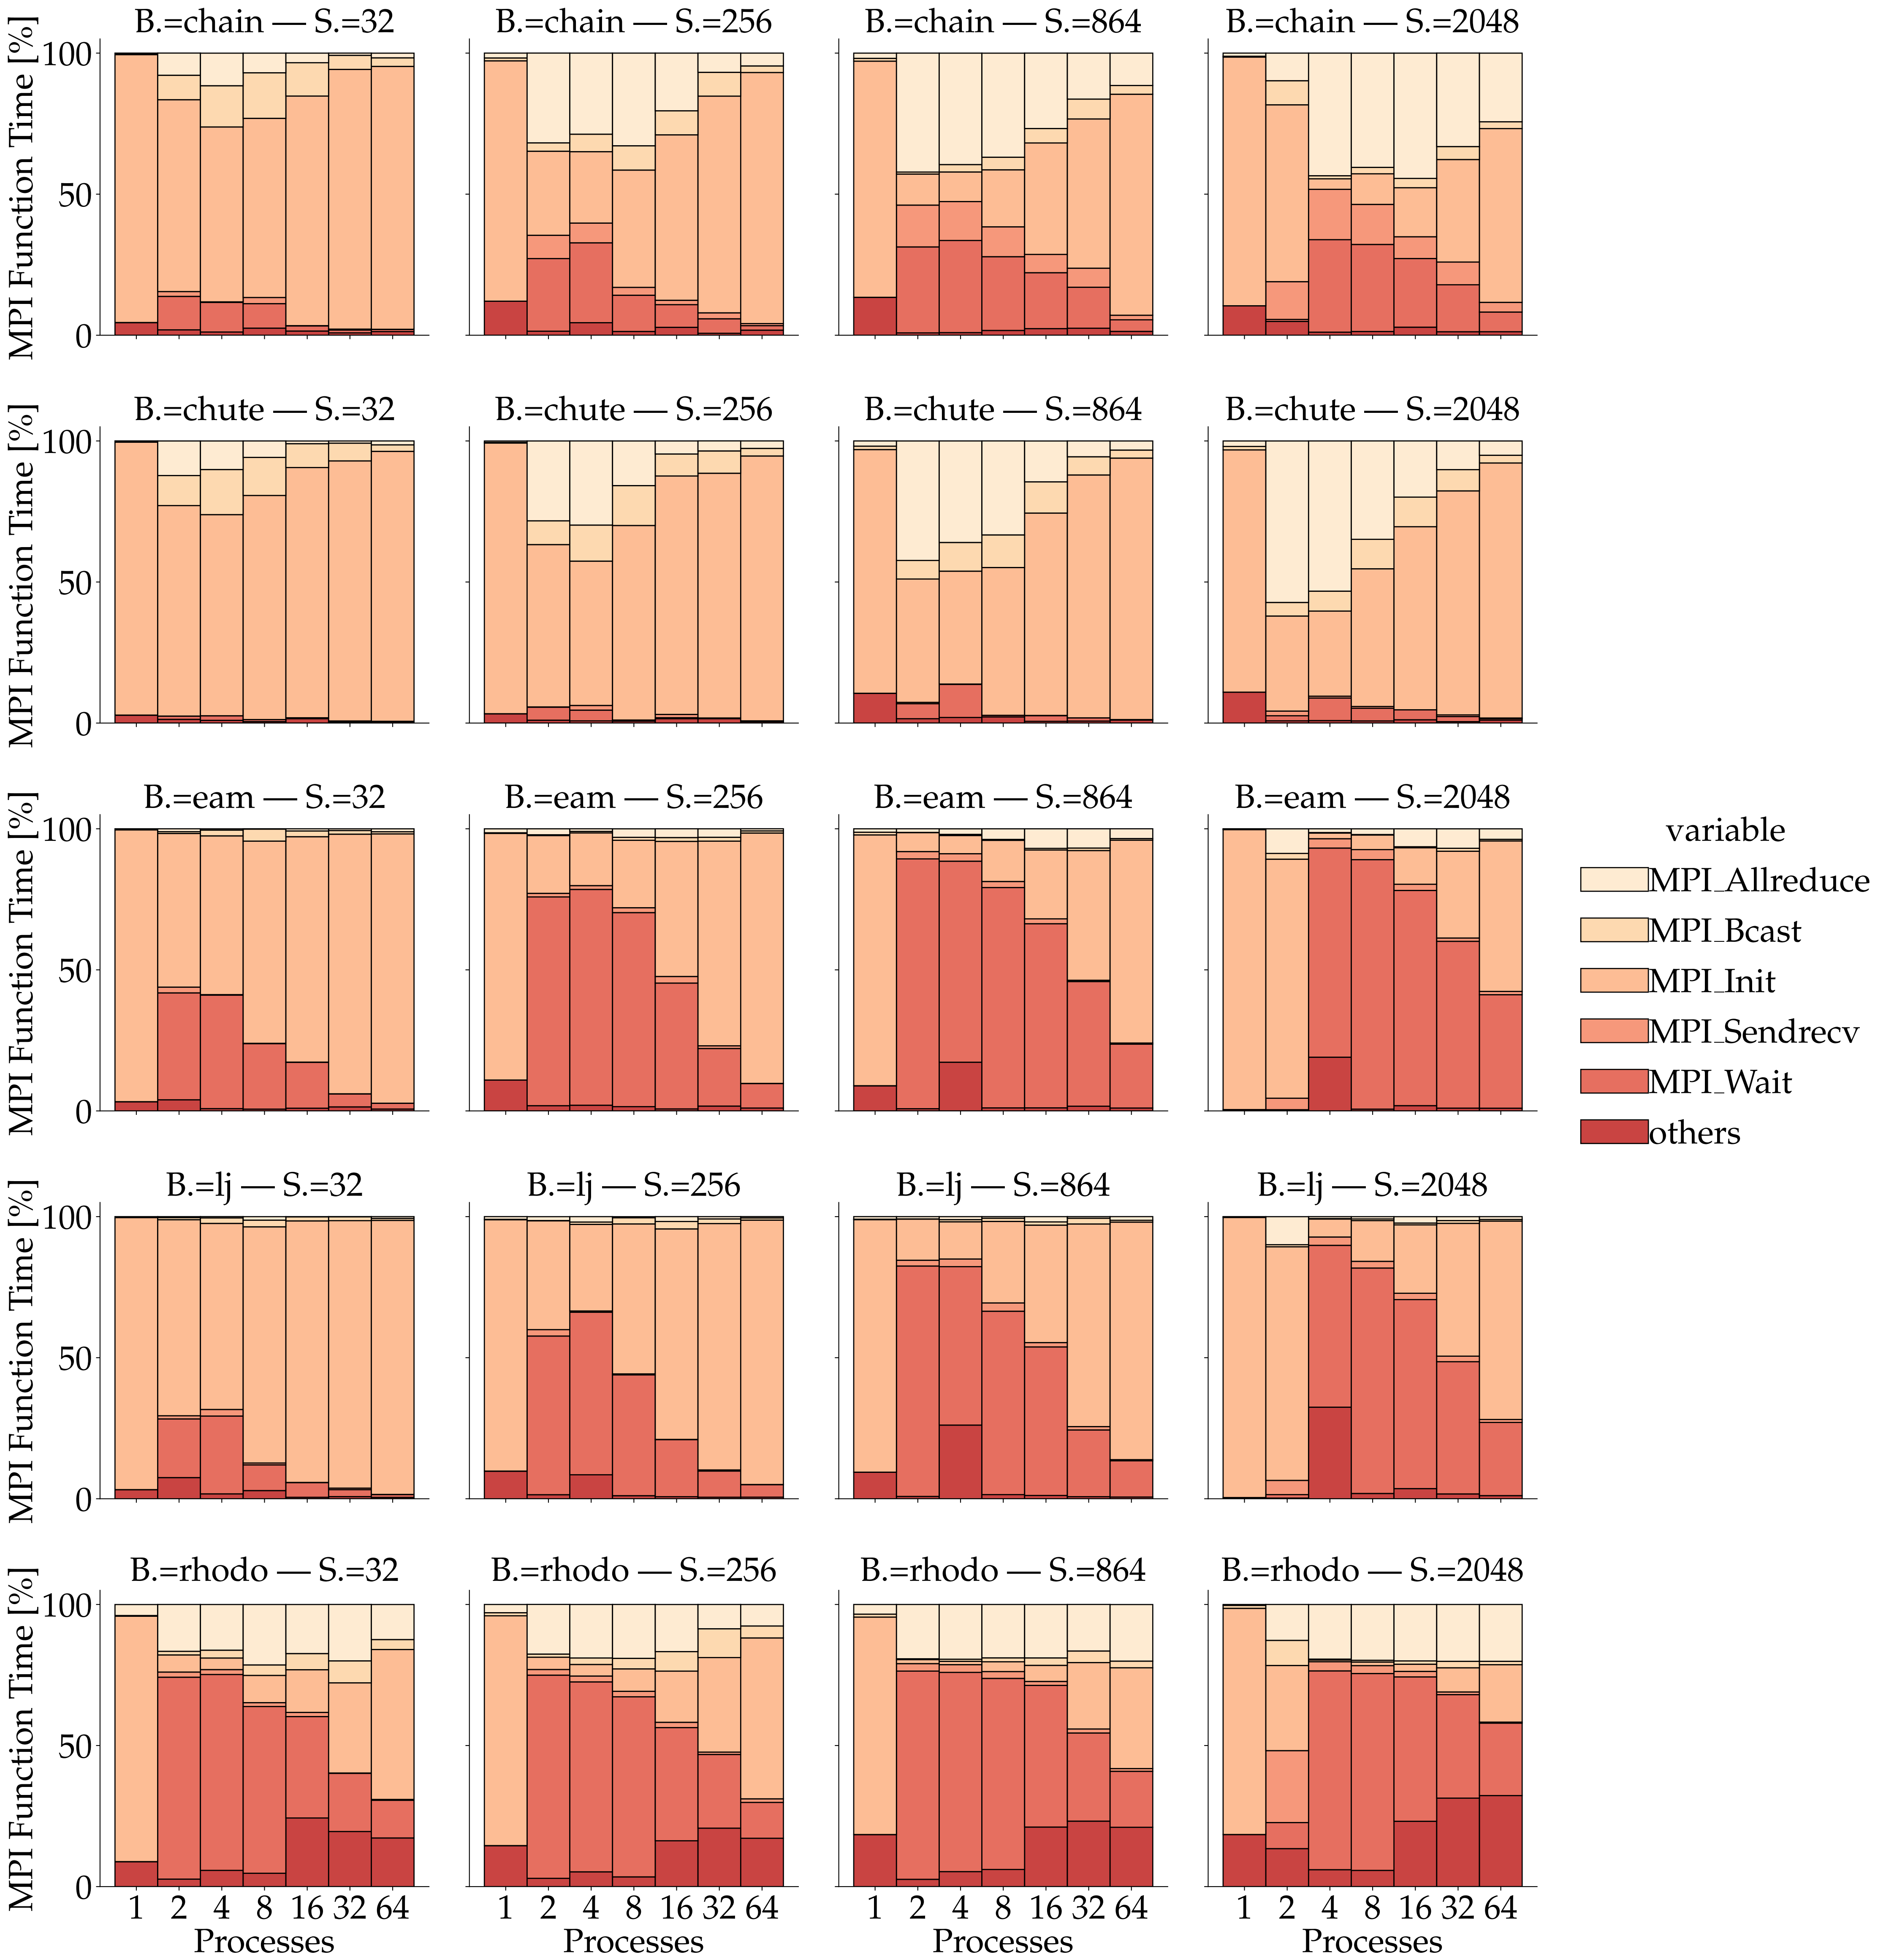 B.=chain — S.=32
B.=chain — S.=256
B.=chain — S.=864
B.=chain — S.=2048
MPI Function Time [%]
100
50
0
B.=chute — S.=32
B.=chute — S.=256
B.=chute — S.=864
B.=chute — S.=2048
MPI Function Time [%]
100
50
0
B.=eam — S.=32
B.=eam — S.=256
B.=eam — S.=864
B.=eam — S.=2048
MPI Function Time [%]
100
50
0
variable
MPI_Allreduce
MPI_Bcast
MPI_Init
MPI_Sendrecv
MPI_Wait
others
B.=lj — S.=32
B.=lj — S.=256
B.=lj — S.=864
B.=lj — S.=2048
MPI Function Time [%]
100
50
0
B.=rhodo — S.=32
B.=rhodo — S.=256
B.=rhodo — S.=864
B.=rhodo — S.=2048
MPI Function Time [%]
100
50
0
1 2 4 8 16 32 64
Processes
1 2 4 8 16 32 64
Processes
1 2 4 8 16 32 64
Processes
1 2 4 8 16 32 64
Processes